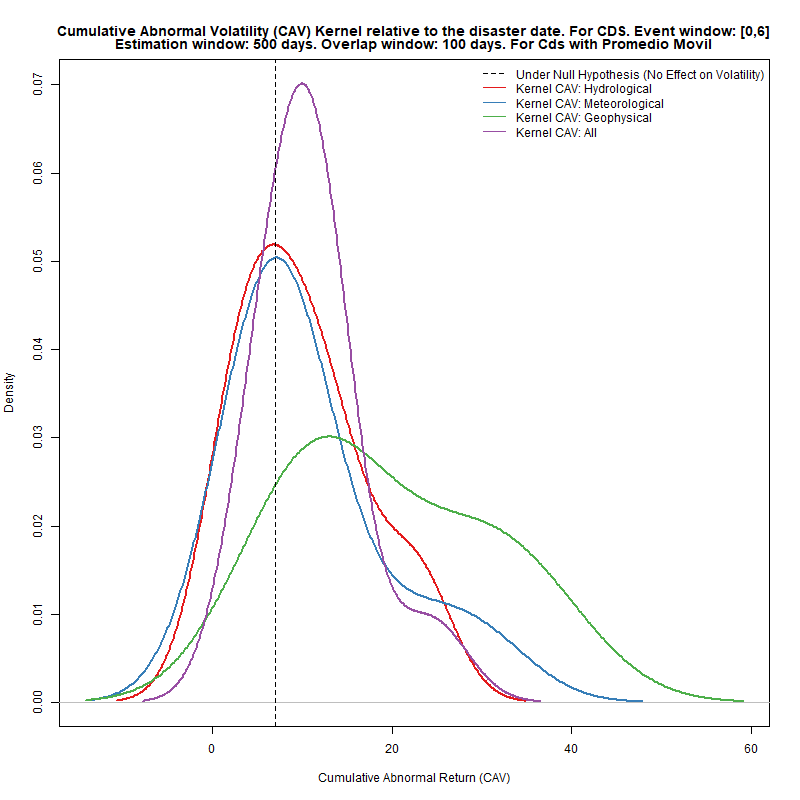 Cumulative Abnormal Volatility (CAV) Kernel relative to the disaster date. For CDS. Event window: [0,6]
Estimation window: 500 days. Overlap window: 100 days. For Cds with Promedio Movil
Under Null Hypothesis (No Effect on Volatility)
Kernel CAV: Hydrological
Kernel CAV: Meteorological
Kernel CAV: Geophysical
Kernel CAV: All
0.07
0.06
0.05
0.04
0.03
0.02
0.01
0.00
Density
0
20
40
60
Cumulative Abnormal Return (CAV)